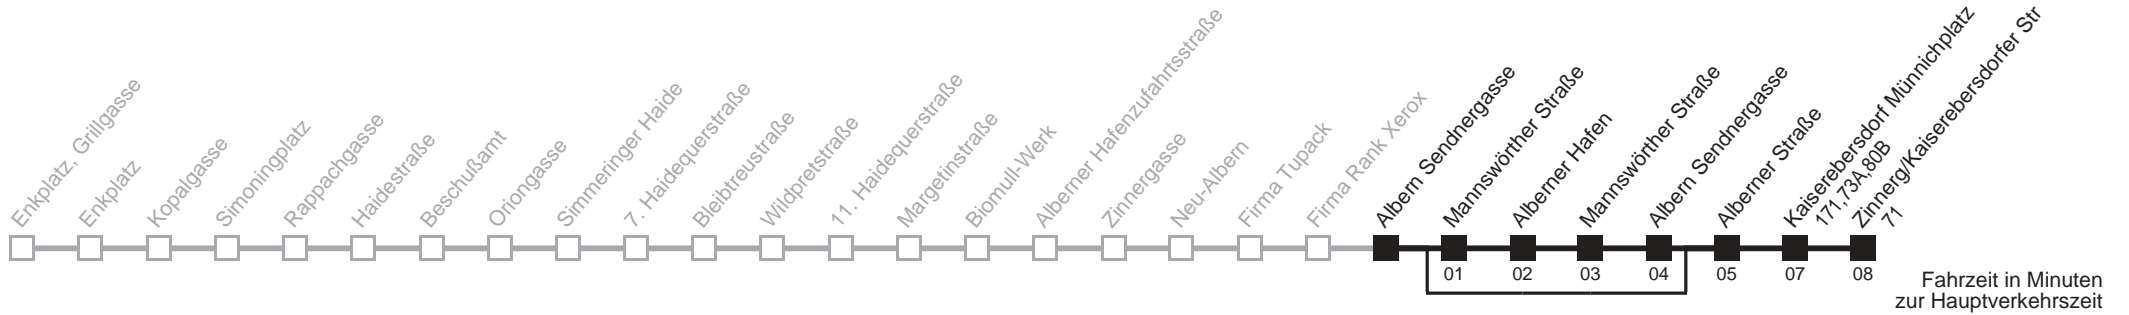 Enkplatz, Grillgasse
Enkplatz
Kopalgasse
Simoningplatz
Rappachgasse
Haidestraße
Beschußamt
Oriongasse
Simmeringer Haide
7. Haidequerstraße
Bleibtreustraße
Wildpretstraße
11. Haidequerstraße
Margetinstraße
Biomull-Werk
Alberner Hafenzufahrtsstraße
Zinnergasse
Neu-Albern
Firma Tupack
Firma Rank Xerox
Albern Sendnergasse
Mannswörther Straße
Alberner Hafen
Mannswörther Straße
Albern Sendnergasse
Alberner Straße
Kaiserebersdorf Münnichplatz
171,73A,80B
Zinnerg/Kaiserebersdorfer Str
71
01 02 03 04 05 07 08
Fahrzeit in Minuten
zur Hauptverkehrszeit